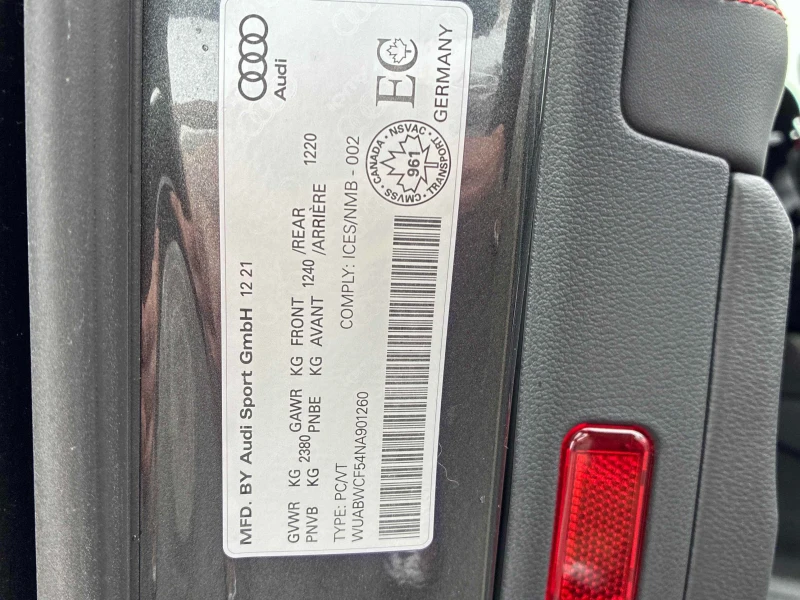 Audi
MFD. BY Audi Sport GmbH 12 21
GVWR KG 2380 GAWR KG FRONT 1240 /REAR 1220
PNVB KG PNBE KG AVANT /ARRIÈRE
COMPLY: ICES/NMB - 002
TYPE: PC/VT
WUABWCF54NA901260
CANADA · NSVAC · TRANSPORT · CMVSS ·
961
EC
GERMANY